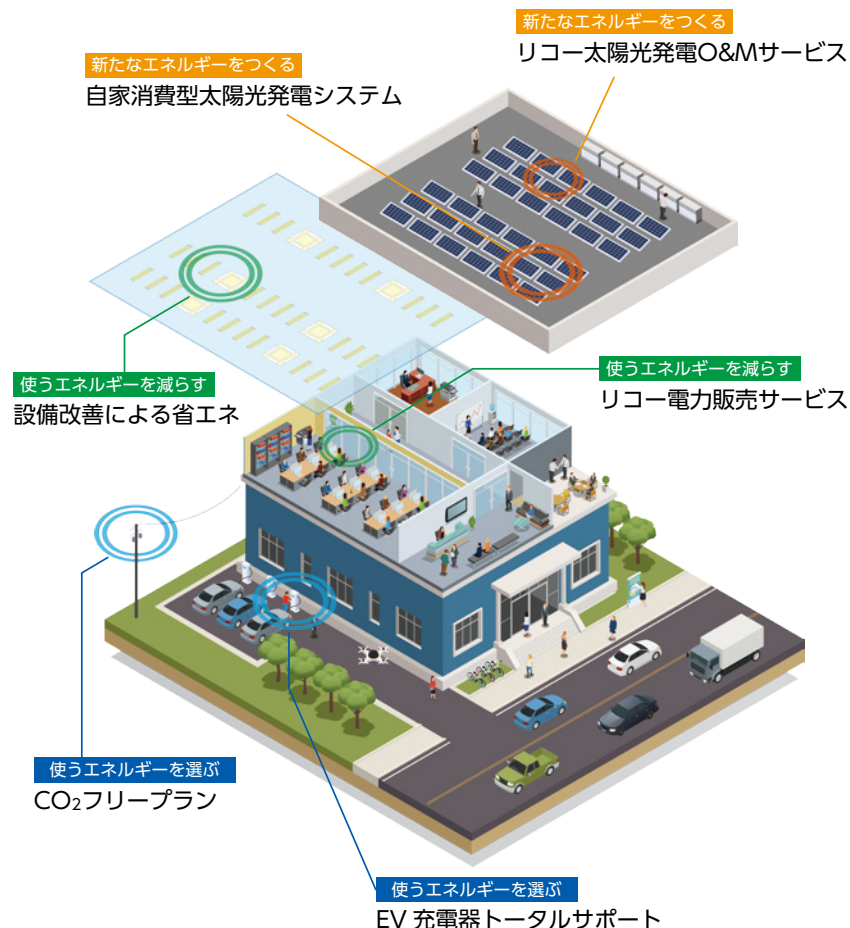 新たなエネルギーをつくる
リコー太陽光発電O&Mサービス
新たなエネルギーをつくる
自家消費型太陽光発電システム
使うエネルギーを減らす
リコー電力販売サービス
使うエネルギーを減らす
設備改善による省エネ
使うエネルギーを選ぶ
CO₂フリープラン
使うエネルギーを選ぶ
EV 充電器トータルサポート